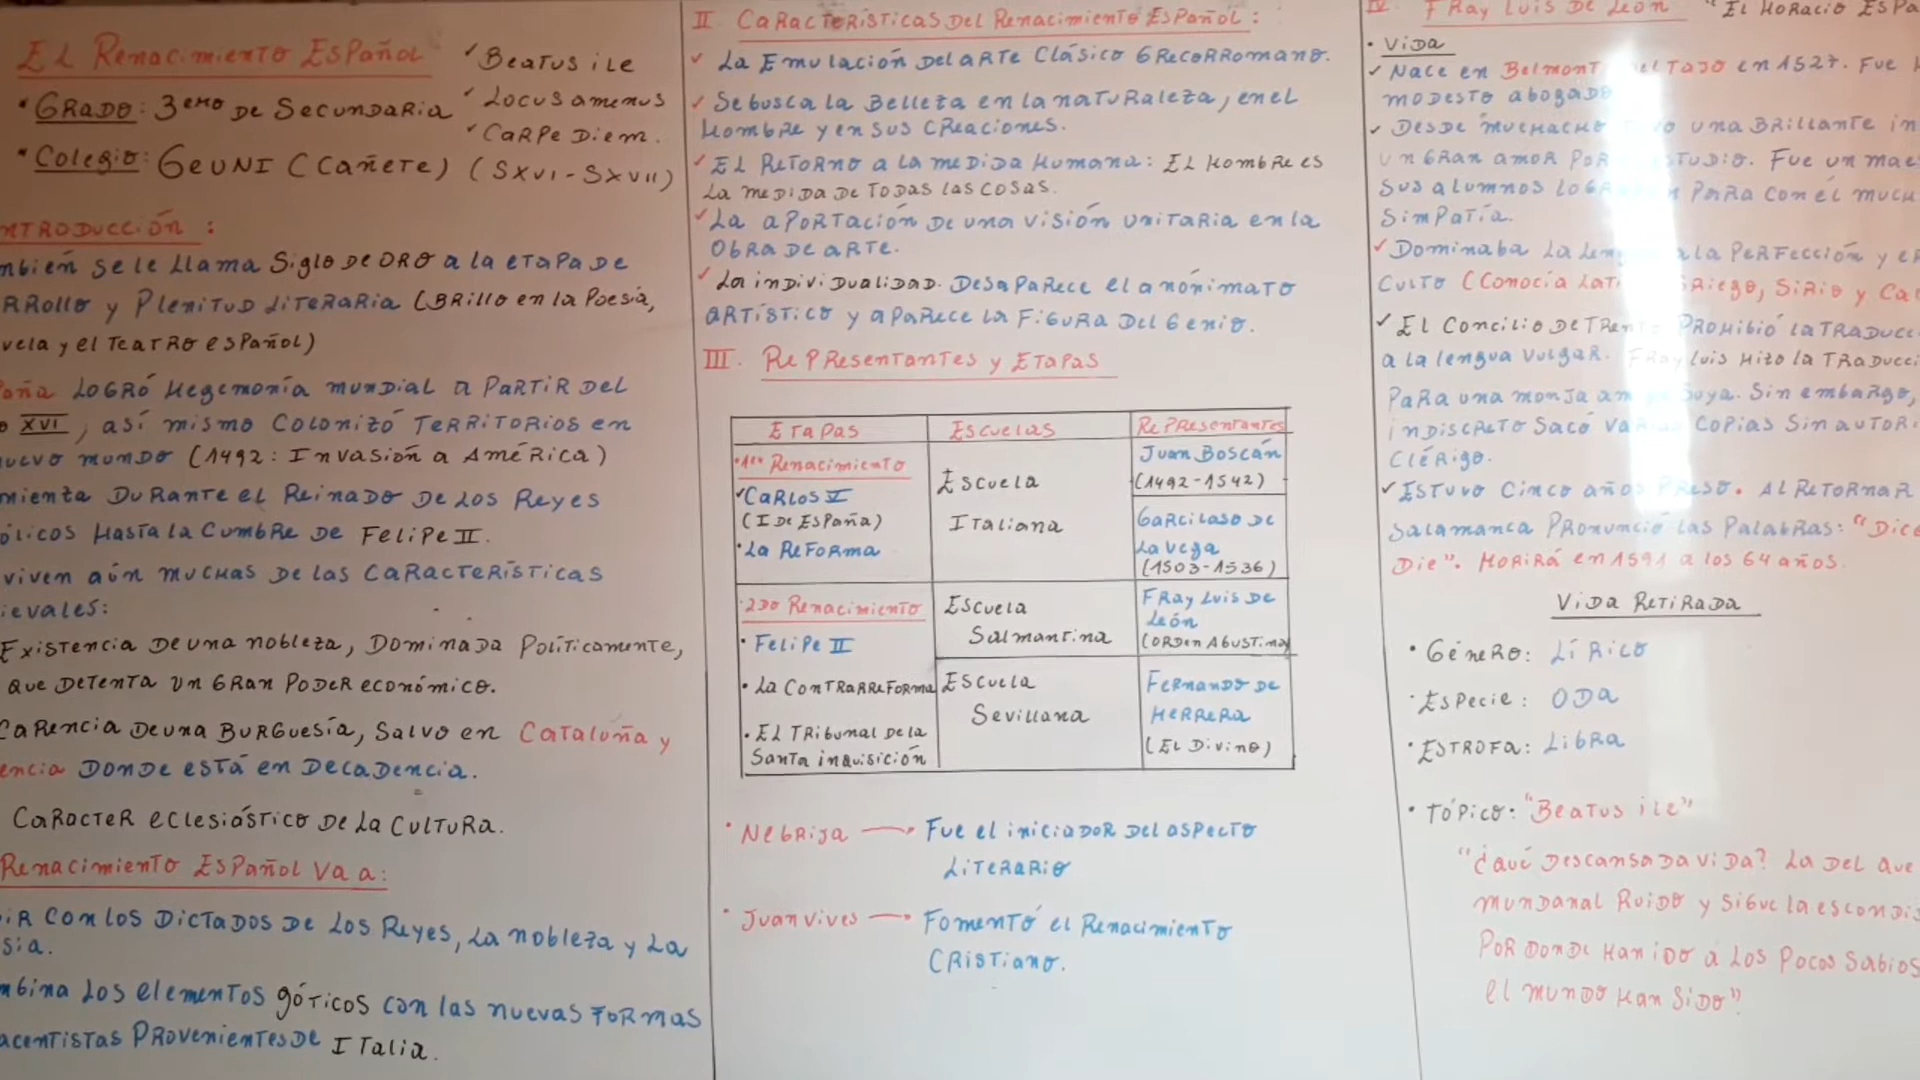 EL Renacimiento Español
• GRADO: 3ero DE Secundaria
• Colegio: GEUNI (Cañete)
✓ Beatus ile
✓ Locus amenus
✓ Carpe Diem.
(SXVI - SXVII)
NTRODUCCIÓN :
mbién se le llama Siglo DE ORO a la etapa DE
RROllo y Plenitud literaria (Brillo en la Poesía,
vela y el Teatro español)
aña LOGRÓ Hegemonía mundial a partir del
o XVI, así mismo Colonizó Territorios en
uevo mundo (1492: Invasión a América)
mienza Durante el Reinado de los Reyes
ólicos Hasta la Cumbre de Felipe II.
viven aún muchas de las características
ievales:
Existencia de una nobleza, Dominada Políticamente,
que detenta un gran poder económico.
Carencia de una Burguesía, salvo en Cataluña y
encia donde está en decadencia.
Caracter eclesiástico de la Cultura.
Renacimiento Español va a:
ir con los dictados de los Reyes, la nobleza y la
sia.
mbina los elementos góticos con las nuevas formas
acentistas provenientes de Italia.
II. Características del Renacimiento Español :
✓ La Emulación del arte Clásico Grecorromano.
✓ Se busca la Belleza en la naturaleza, en el
Hombre y en sus creaciones.
✓ El Retorno a la medida Humana: El Hombre es
la medida de todas las cosas.
✓ La aportación de una visión unitaria en la
obra de arte.
✓ La individualidad. Desaparece el anónimato
artístico y aparece la figura del Genio.
III. Representantes y Etapas
Etapas Escuelas Representantes
• 1er Renacimiento
✓ Carlos V
(I de España)
• La Reforma
Escuela
Italiana
Juan Boscán
(1492-1542)
Garcilaso de
la vega
(1503-1536)
• 2do Renacimiento
• Felipe II
• La Contrarreforma
• El Tribunal de la
Santa inquisición
Escuela
Salmantina
Fray Luis de
León
(Orden Agustina)
Escuela
Sevillana
Fernando de
Herrera
(El Divino)
• Nebrija → Fue el iniciador del aspecto
Literario
• Juan Vives → Fomentó el Renacimiento
Cristiano.
IV. Fray Luis de León "El Horacio Espa
• Vida
✓ Nace en Belmont del Tajo en 1527. Fue
modesto abogado
✓ Desde muchacho tuvo una brillante in
un gran amor por estudio. Fue un mae
sus alumnos para con él much
simpatía.
✓ Dominaba la leng a la perfección y e
culto (Conocía Latí Griego, Sirio y Ca
✓ El Concilio de Trent Prohibió la traducc
a la lengua vulgar. Fray Luis Hizo la traducci
para una monja am suya. Sin embargo,
indiscreto sacó varias copias sin autori
clérigo.
✓ Estuvo cinco años preso. Al retornar
Salamanca pronunció las palabras: "Dice
Die". Morirá en 1591 a los 64 años.
Vida Retirada
• Género: Lírico
• Especie: Oda
• Estrofa: Libra
• Tópico: "Beatus ile"
"¿qué descansada vida? la del que
mundanal ruido y sigue la escondi
por donde han ido a los pocos sabios
el mundo han sido"